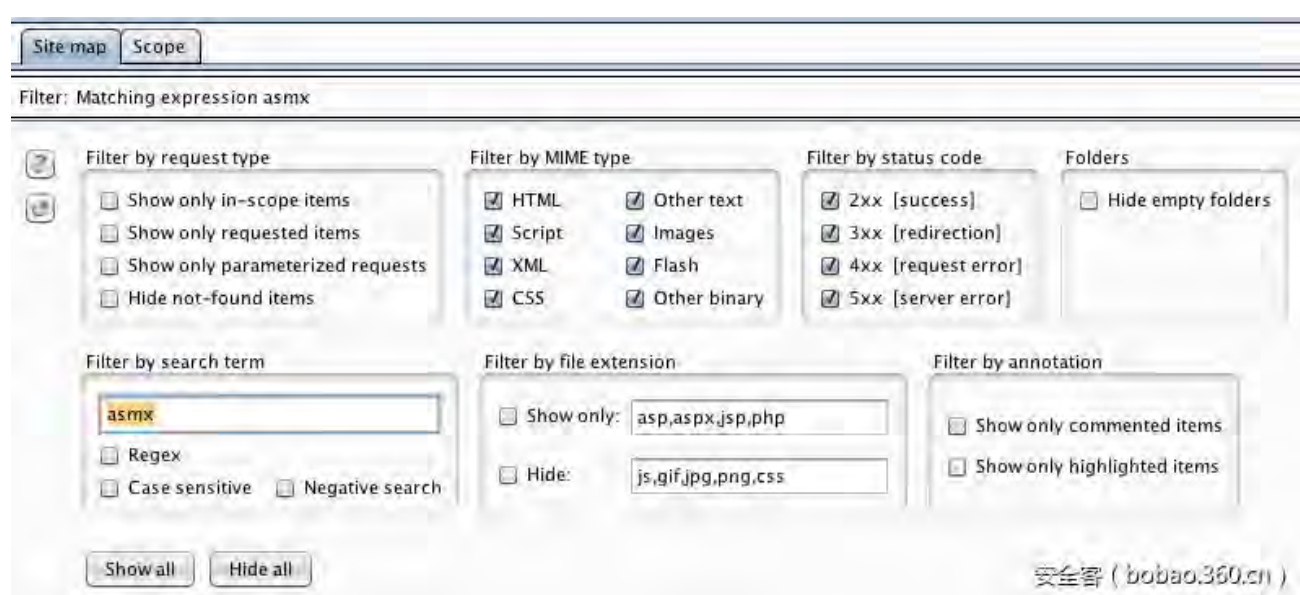 Site map
Scope
Filter: Matching expression asmx
Filter by request type
Show only in-scope items
Show only requested items
Show only parameterized requests
Hide not-found items
Filter by MIME type
HTML
Script
XML
CSS
Other text
Images
Flash
Other binary
Filter by status code
2xx [success]
3xx [redirection]
4xx [request error]
5xx [server error]
Folders
Hide empty folders
Filter by search term
asmx
Regex
Case sensitive
Negative search
Filter by file extension
Show only: asp,aspx,jsp,php
Hide: js,gif,jpg,png,css
Filter by annotation
Show only commented items
Show only highlighted items
Show all
Hide all
安全客 ( bobao.360.cn )